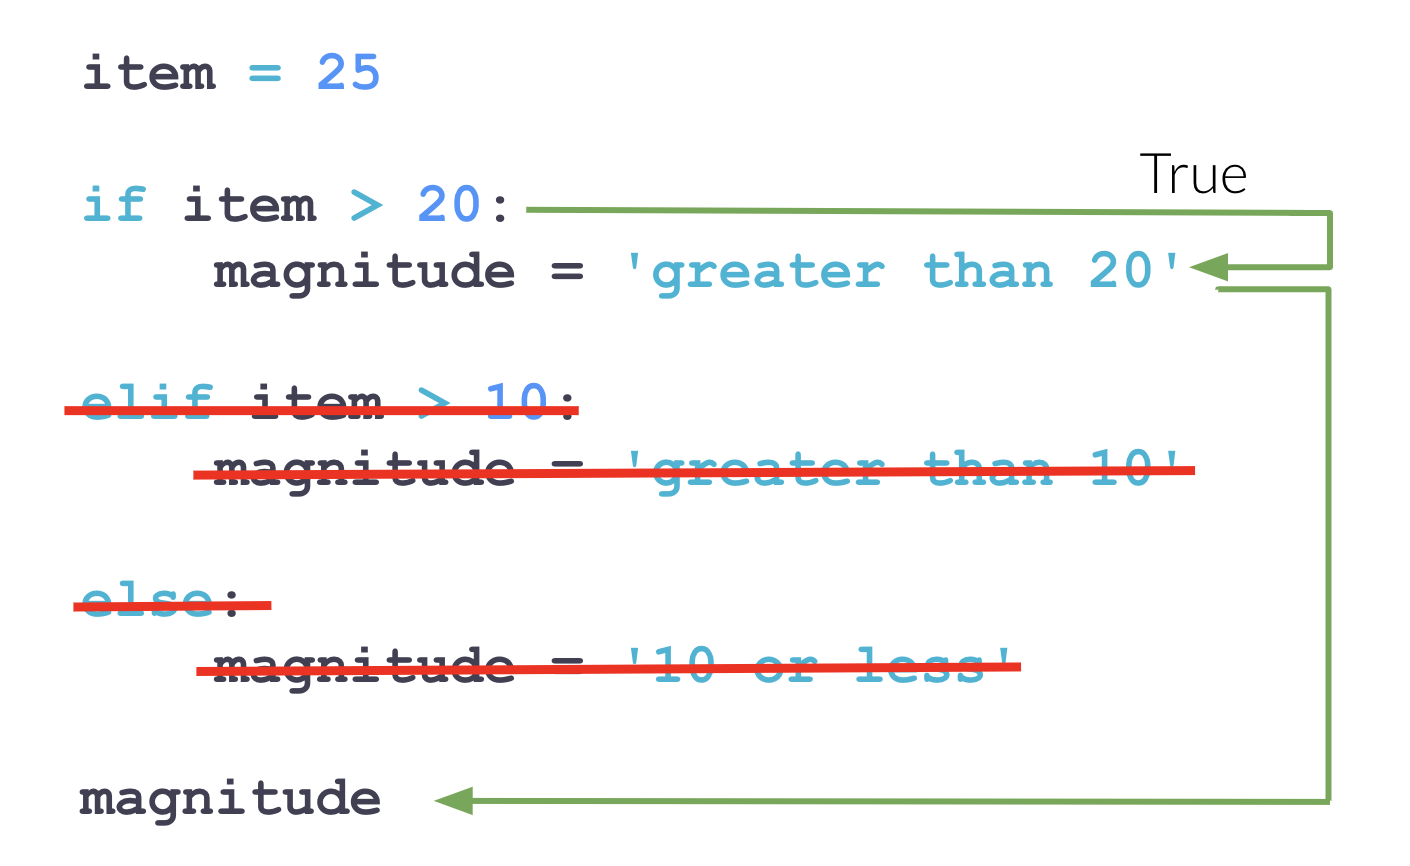 item = 25
True
if item > 20:
    magnitude = 'greater than 20'
elif item > 10:
    magnitude = 'greater than 10'
else:
    magnitude = '10 or less'
magnitude